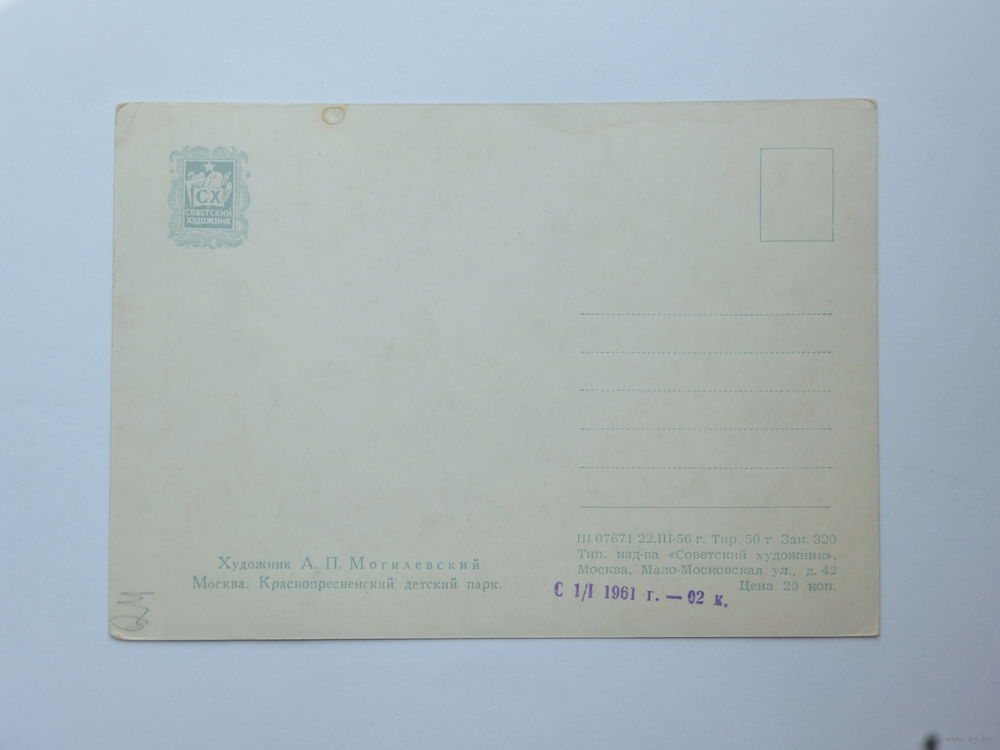 СХ
СОВЕТСКИЙ
ХУДОЖНИК
Художник А. П. Могилевский
Москва. Краснопресненский детский парк.
Ш 07671 22.III-56 г. Тир. 50 т. Зак. 320
Тип. изд-ва «Советский художник».
Москва, Мало-Московская ул., д. 42
Цена 20 коп.
С 1/I 1961 г. — 02 к.